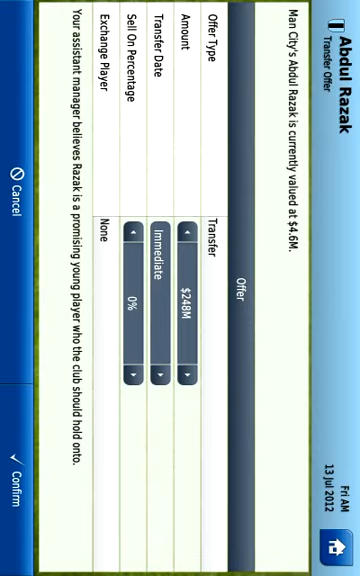 Abdul Razak
Transfer Offer
Fri AM
13 Jul 2012
Man City's Abdul Razak is currently valued at $4.6M.
Offer
Offer Type Transfer
Amount $248M
Transfer Date Immediate
Sell On Percentage 0%
Exchange Player None
Your assistant manager believes Razak is a promising young player who the club should hold onto.
Cancel
Confirm